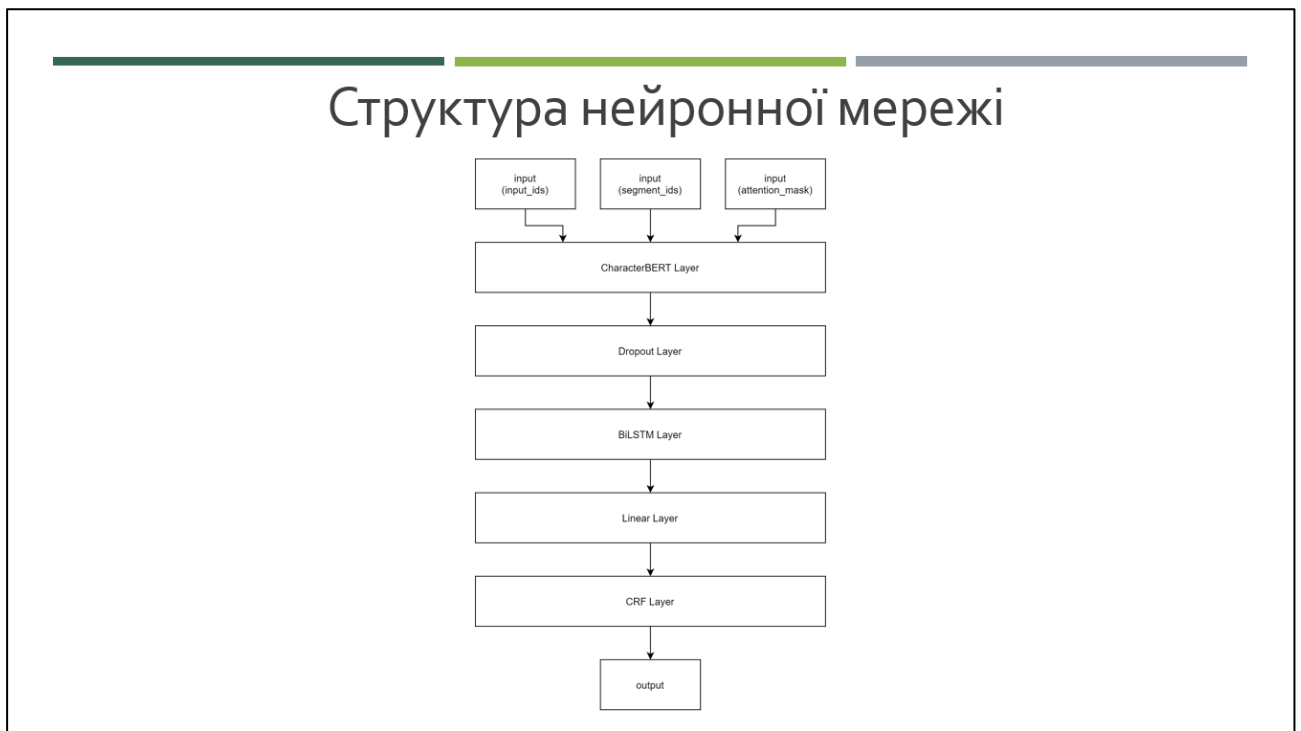 Структура нейронної мережі
input
(input_ids)
input
(segment_ids)
input
(attention_mask)
CharacterBERT Layer
Dropout Layer
BiLSTM Layer
Linear Layer
CRF Layer
output